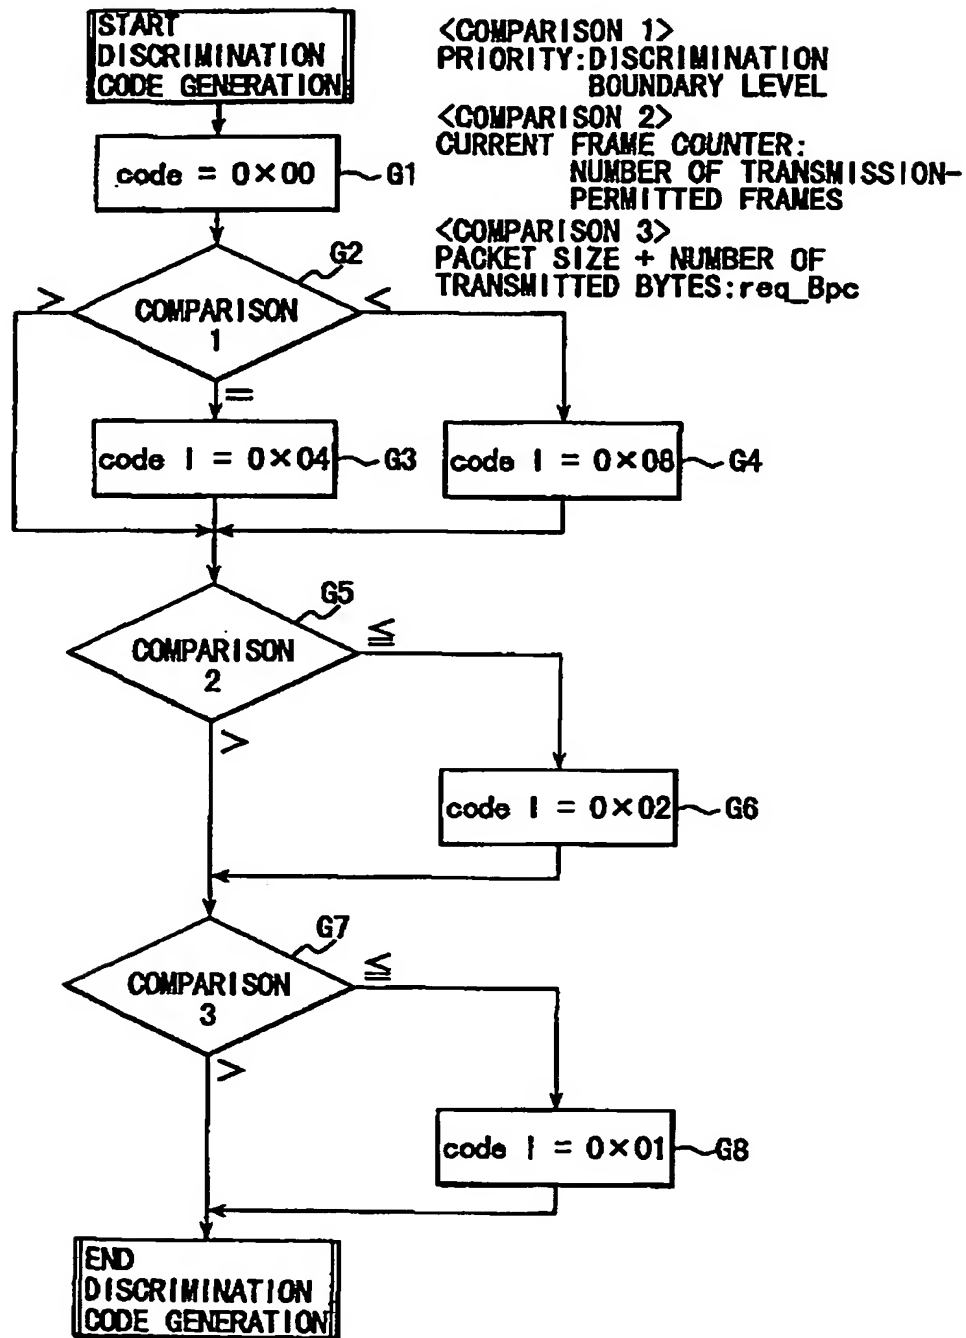 START
DISCRIMINATION
CODE GENERATION
<COMPARISON 1>
PRIORITY:DISCRIMINATION
BOUNDARY LEVEL
<COMPARISON 2>
CURRENT FRAME COUNTER:
NUMBER OF TRANSMISSION-
PERMITTED FRAMES
<COMPARISON 3>
PACKET SIZE + NUMBER OF
TRANSMITTED BYTES:req_Bpc
code = 0×00
G1
G2
>
<
COMPARISON
1
=
code | = 0×04
G3
code | = 0×08
G4
G5
≦
COMPARISON
2
>
code | = 0×02
G6
G7
≦
COMPARISON
3
>
code | = 0×01
G8
END
DISCRIMINATION
CODE GENERATION